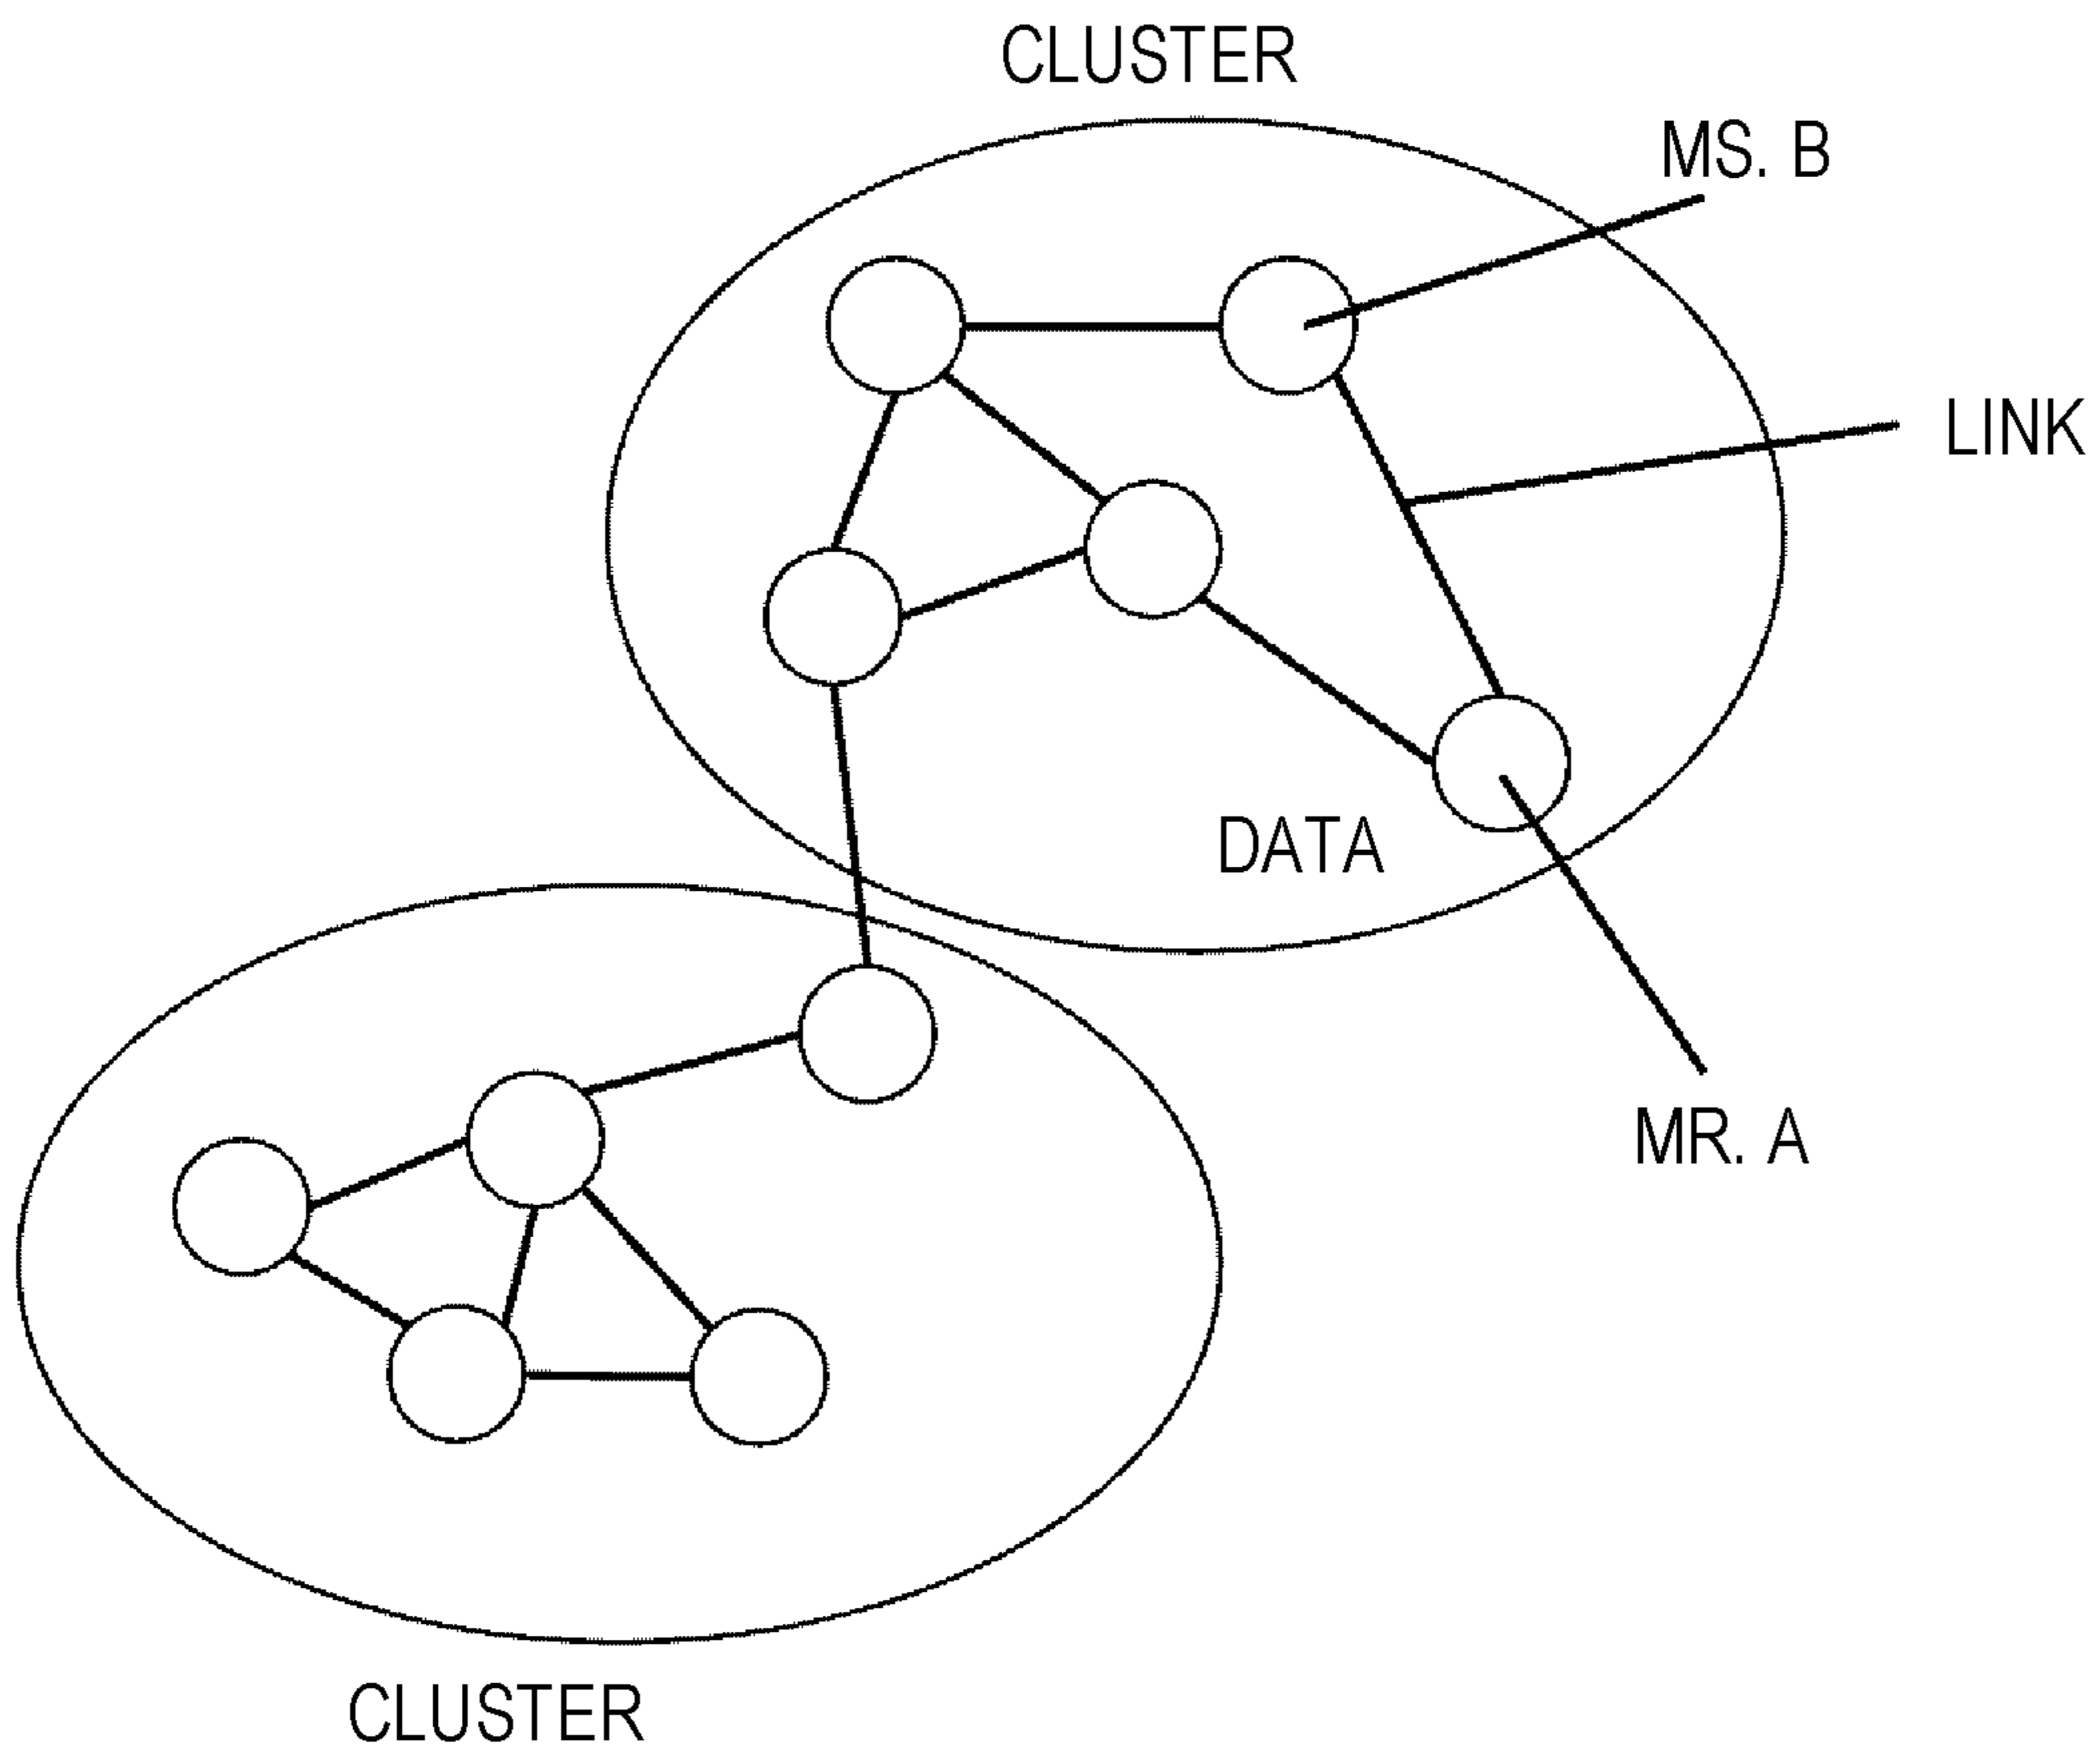 CLUSTER
MS. B
LINK
DATA
MR. A
CLUSTER